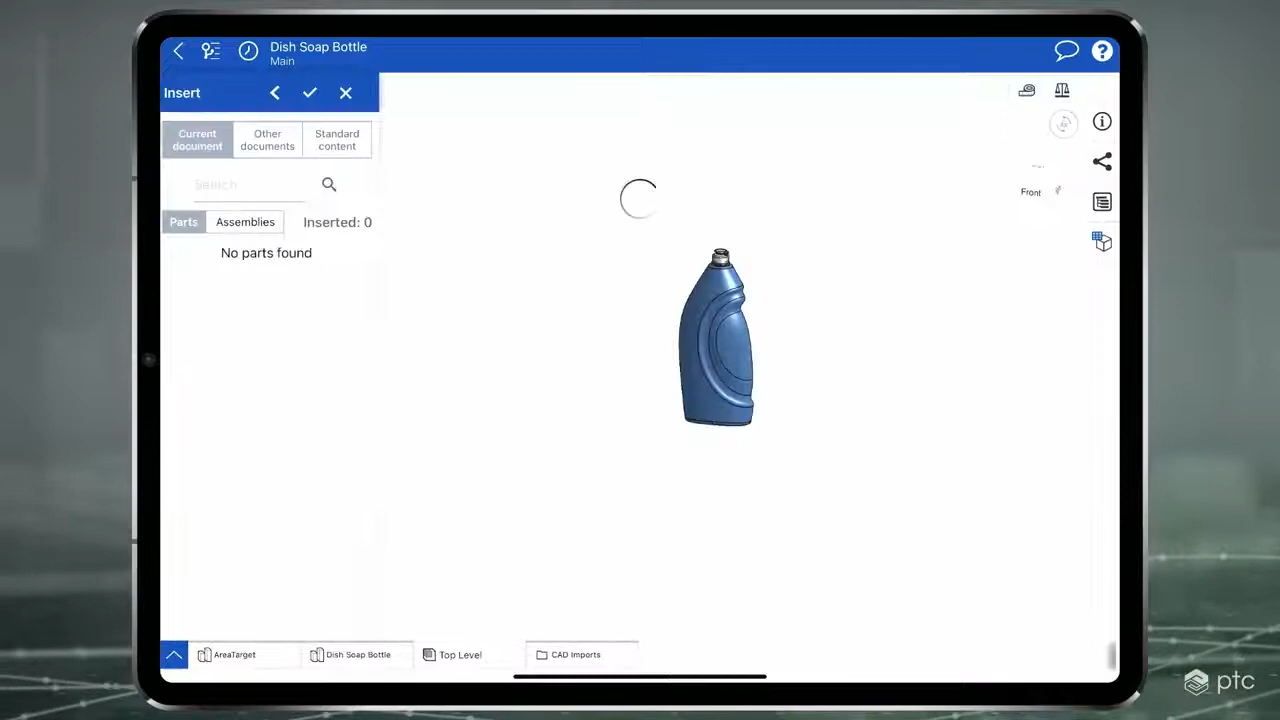 Dish Soap Bottle
Main
Insert
Current document
Other documents
Standard content
Search
Parts
Assemblies
Inserted: 0
No parts found
Front
AreaTarget
Dish Soap Bottle
Top Level
CAD Imports
ptc